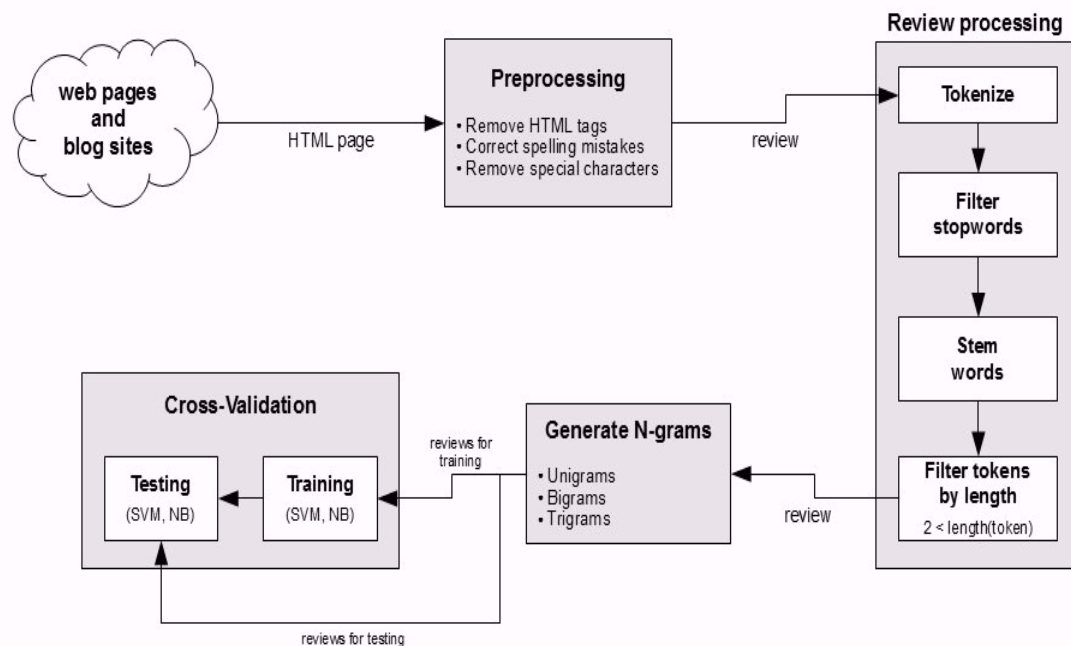 web pages
and
blog sites
HTML page
Preprocessing
• Remove HTML tags
• Correct spelling mistakes
• Remove special characters
review
Review processing
Tokenize
Filter
stopwords
Stem
words
Filter tokens
by length
2 < length(token)
review
Generate N-grams
• Unigrams
• Bigrams
• Trigrams
reviews for
training
Cross-Validation
Training
(SVM, NB)
Testing
(SVM, NB)
reviews for testing